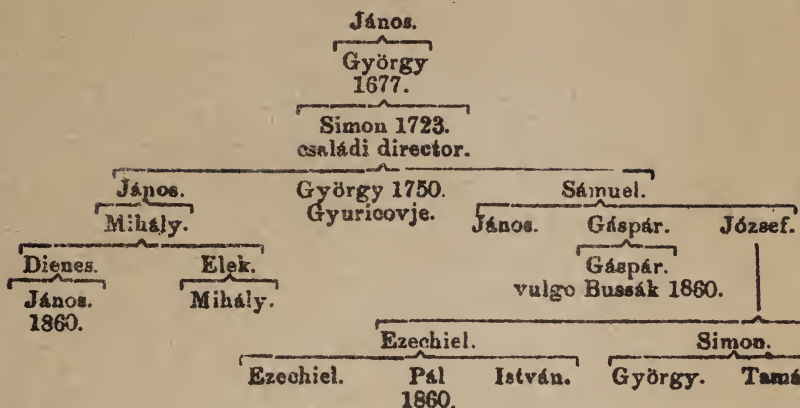 János.
György
1677.
Simon 1723.
családi director.
János. György 1750. Sámuel.
Gyuricovje.
Mihály. János. Gáspár. József.
Dienes. Elek. Gáspár.
János. Mihály. vulgo Bussák 1860.
1860.
Ezechiel. Simon.
Ezechiel. Pál István. György. Tamá
1860.